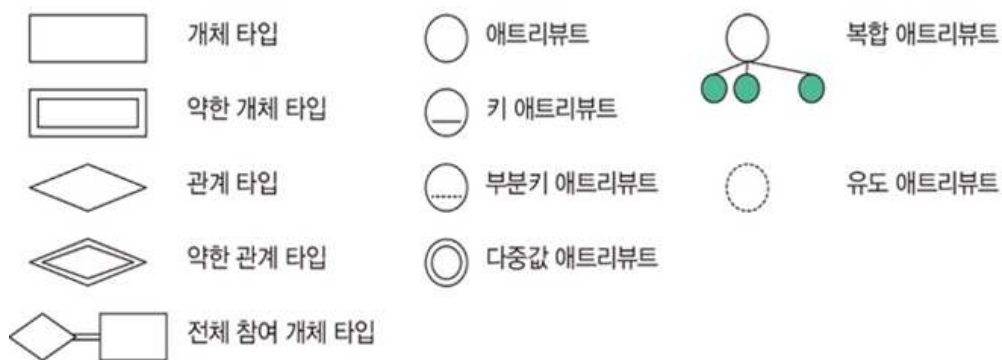 개체 타입
애트리뷰트
복합 애트리뷰트
약한 개체 타입
키 애트리뷰트
관계 타입
부분키 애트리뷰트
유도 애트리뷰트
약한 관계 타입
다중값 애트리뷰트
전체 참여 개체 타입